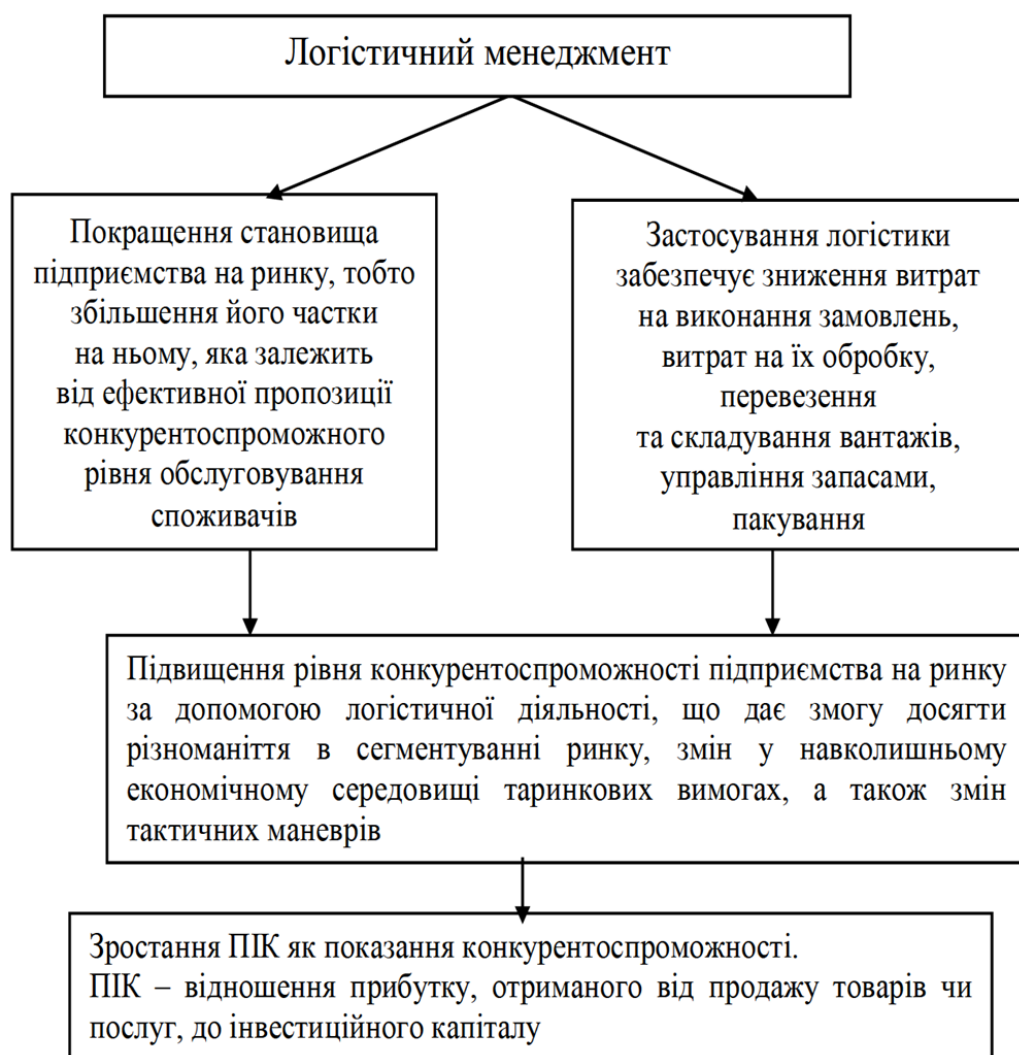 Логістичний менеджмент
Покращення становища
підприємства на ринку, тобто
збільшення його частки
на ньому, яка залежить
від ефективної пропозиції
конкурентоспроможного
рівня обслуговування
споживачів
Застосування логістики
забезпечує зниження витрат
на виконання замовлень,
витрат на їх обробку,
перевезення
та складування вантажів,
управління запасами,
пакування
Підвищення рівня конкурентоспроможності підприємства на ринку
за допомогою логістичної діяльності, що дає змогу досягти
різноманіття в сегментуванні ринку, змін у навколишньому
економічному середовищі таринкових вимогах, а також змін
тактичних маневрів
Зростання ПІК як показання конкурентоспроможності.
ПІК – відношення прибутку, отриманого від продажу товарів чи
послуг, до інвестиційного капіталу